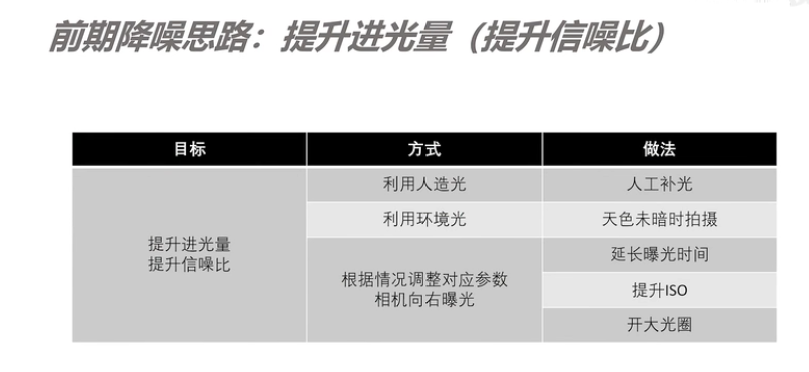 前期降噪思路：提升进光量（提升信噪比）
目标
方式
做法
提升进光量
提升信噪比
利用人造光
人工补光
利用环境光
天色未暗时拍摄
根据情况调整对应参数
相机向右曝光
延长曝光时间
提升ISO
开大光圈